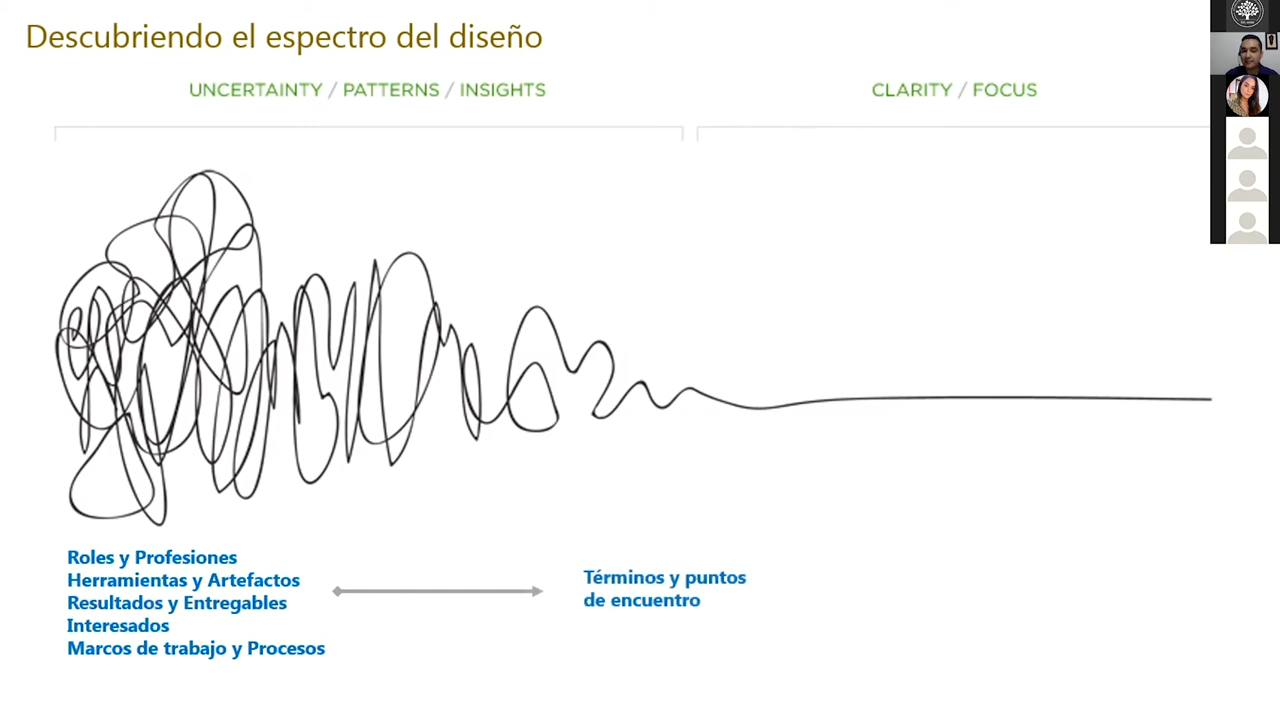 Descubriendo el espectro del diseño
UNCERTAINTY / PATTERNS / INSIGHTS
CLARITY / FOCUS
Roles y Profesiones
Herramientas y Artefactos
Resultados y Entregables
Interesados
Marcos de trabajo y Procesos
Términos y puntos
de encuentro